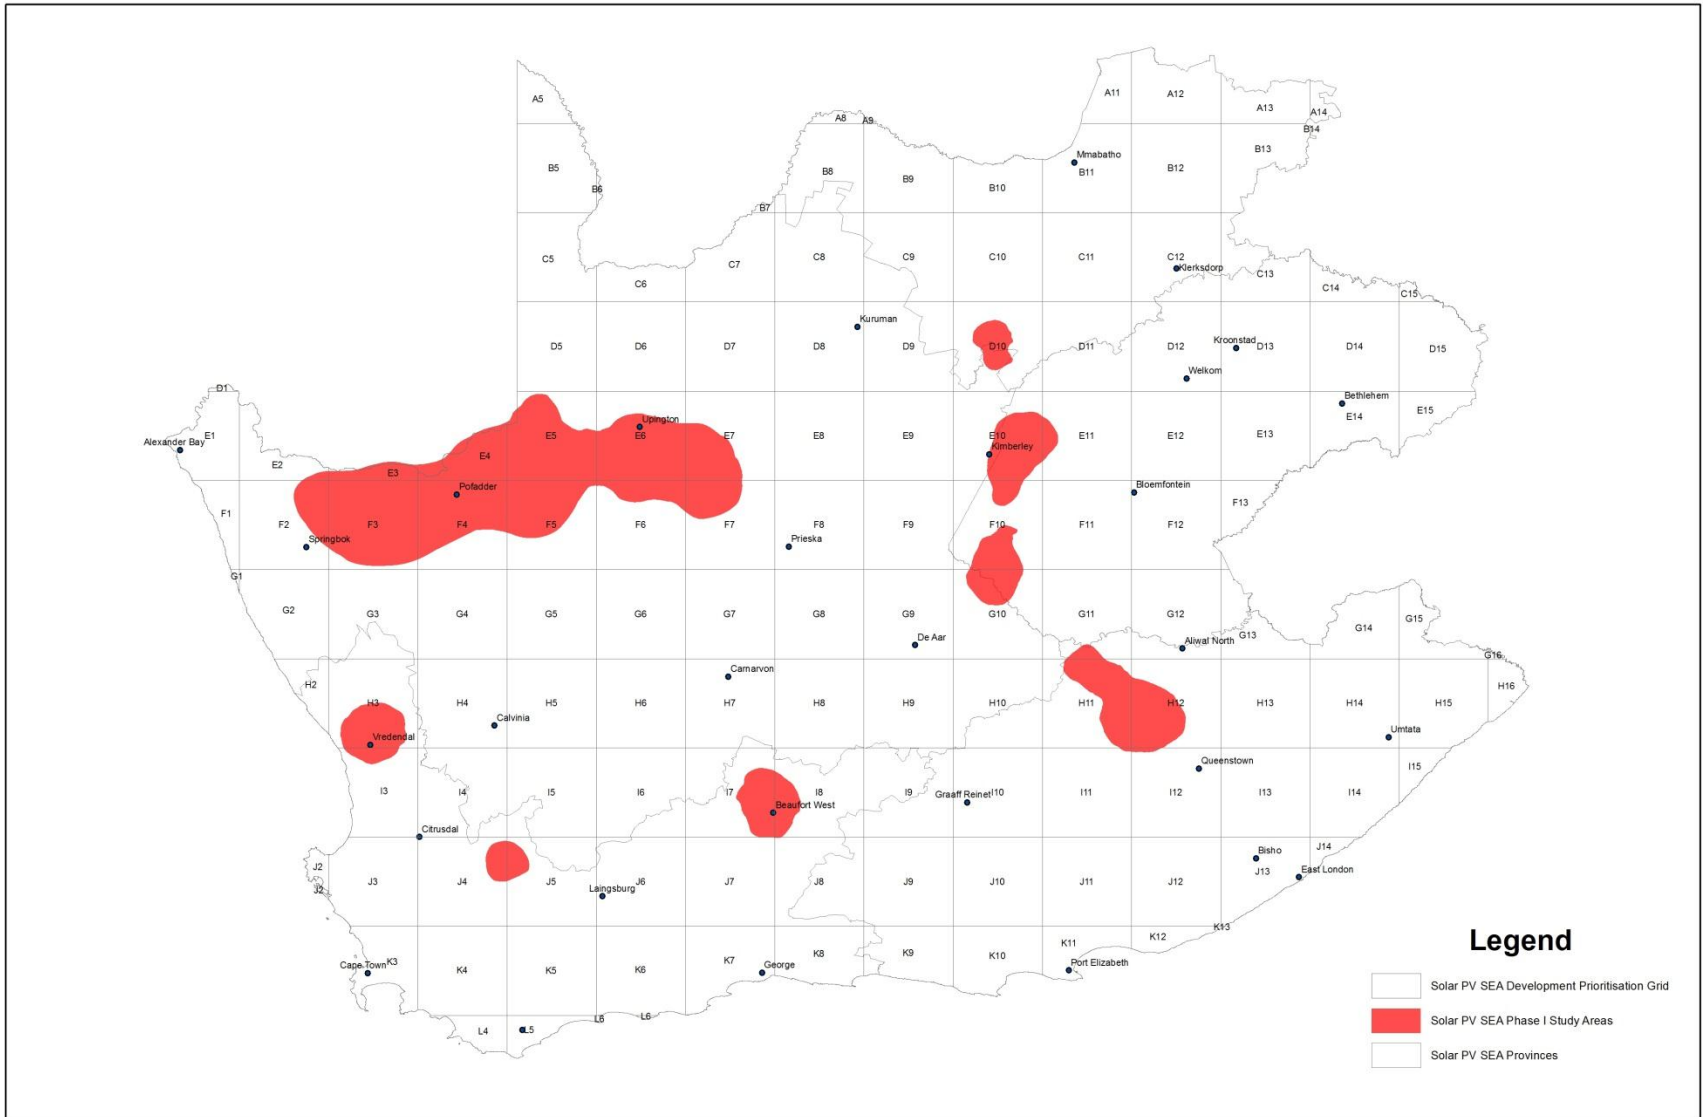 A5
A8
A9
A11
A12
A13
A14
B14
B5
B6
B7
B8
B9
B10
Mmabatho
B11
B12
B13
C5
C6
C7
C8
C9
C10
C11
C12
Klerksdorp
C13
C14
C15
Kuruman
D5
D6
D7
D8
D9
D10
D11
D12
Kroonstad
D13
D14
D15
Welkom
D1
E1
Alexander Bay
E2
E3
E4
E5
Upington
E6
E7
E8
E9
E10
Kimberley
E11
E12
E13
Bethlehem
E14
E15
Pofadder
Bloemfontein
F1
F2
Springbok
F3
F4
F5
F6
F7
F8
Prieska
F9
F10
F11
F12
F13
G1
G2
G3
G4
G5
G6
G7
G8
G9
De Aar
G10
G11
G12
Aliwal North
G13
G14
G15
G16
H2
H3
Vredendal
H4
Calvinia
H5
H6
Carnarvon
H7
H8
H9
H10
H11
H12
H13
H14
Umtata
H15
H16
I3
I4
I5
I6
I7
Beaufort West
I8
I9
Graaff Reinet
I10
I11
Queenstown
I12
I13
I14
I15
Citrusdal
J2
J2
J3
J4
J5
Laingsburg
J6
J7
J8
J9
J10
J11
J12
Bisho
J13
East London
J14
Cape Town
K3
K4
K5
K6
K7
George
K8
K9
K10
K11
Port Elizabeth
K12
K13
L4
L5
L6
L6
Legend
Solar PV SEA Development Prioritisation Grid
Solar PV SEA Phase I Study Areas
Solar PV SEA Provinces